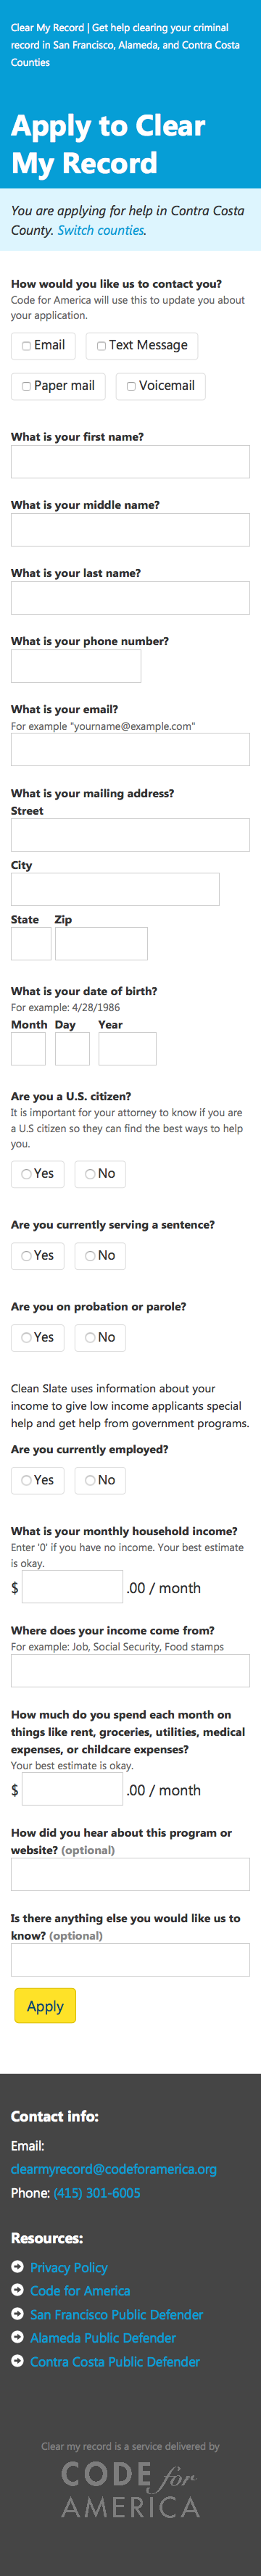 Clear My Record | Get help clearing your criminal
record in San Francisco, Alameda, and Contra Costa
Counties
Apply to Clear
My Record
You are applying for help in Contra Costa
County. Switch counties.
How would you like us to contact you?
Code for America will use this to update you about
your application.
Email Text Message
Paper mail Voicemail
What is your first name?
What is your middle name?
What is your last name?
What is your phone number?
What is your email?
For example "yourname@example.com"
What is your mailing address?
Street
City
State Zip
What is your date of birth?
For example: 4/28/1986
Month Day Year
Are you a U.S. citizen?
It is important for your attorney to know if you are
a U.S citizen so they can find the best ways to help
you.
Yes No
Are you currently serving a sentence?
Yes No
Are you on probation or parole?
Yes No
Clean Slate uses information about your
income to give low income applicants special
help and get help from government programs.
Are you currently employed?
Yes No
What is your monthly household income?
Enter '0' if you have no income. Your best estimate
is okay.
$ .00 / month
Where does your income come from?
For example: Job, Social Security, Food stamps
How much do you spend each month on
things like rent, groceries, utilities, medical
expenses, or childcare expenses?
Your best estimate is okay.
$ .00 / month
How did you hear about this program or
website? (optional)
Is there anything else you would like us to
know? (optional)
Apply
Contact info:
Email:
clearmyrecord@codeforamerica.org
Phone: (415) 301-6005
Resources:
Privacy Policy
Code for America
San Francisco Public Defender
Alameda Public Defender
Contra Costa Public Defender
Clear my record is a service delivered by
CODE for
AMERICA